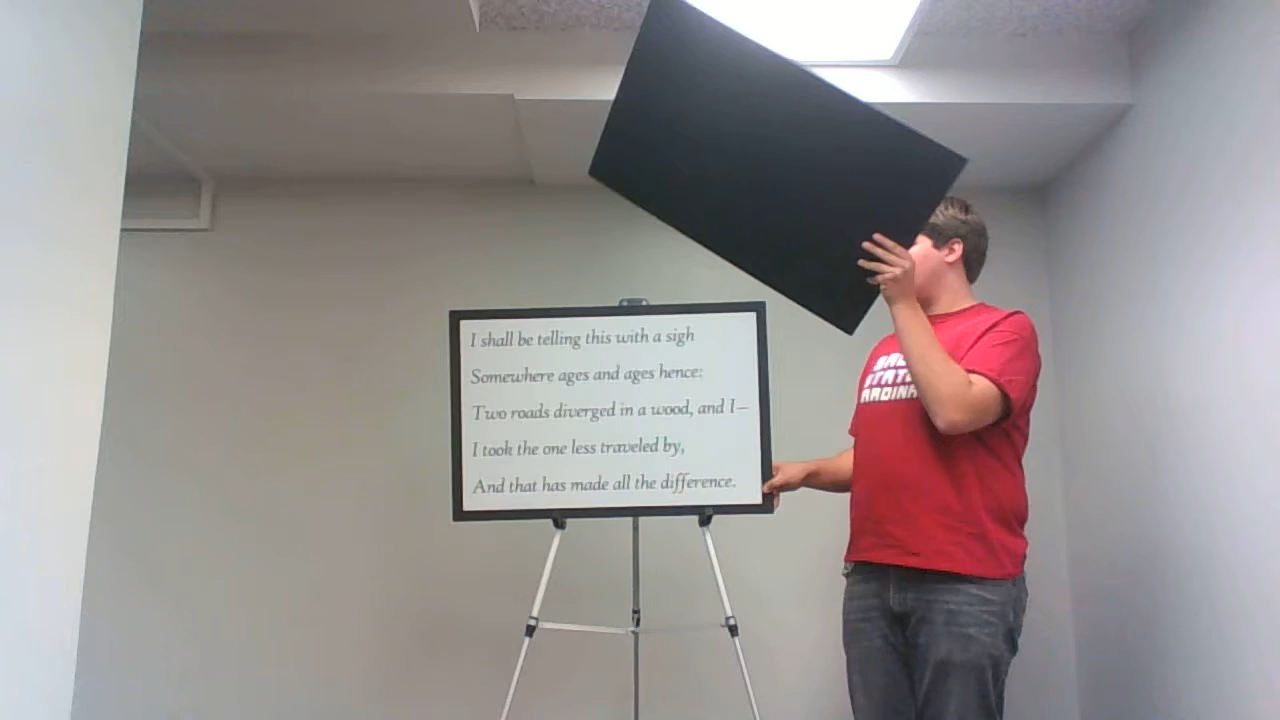 I shall be telling this with a sigh
Somewhere ages and ages hence:
Two roads diverged in a wood, and I—
I took the one less traveled by,
And that has made all the difference.
STAT